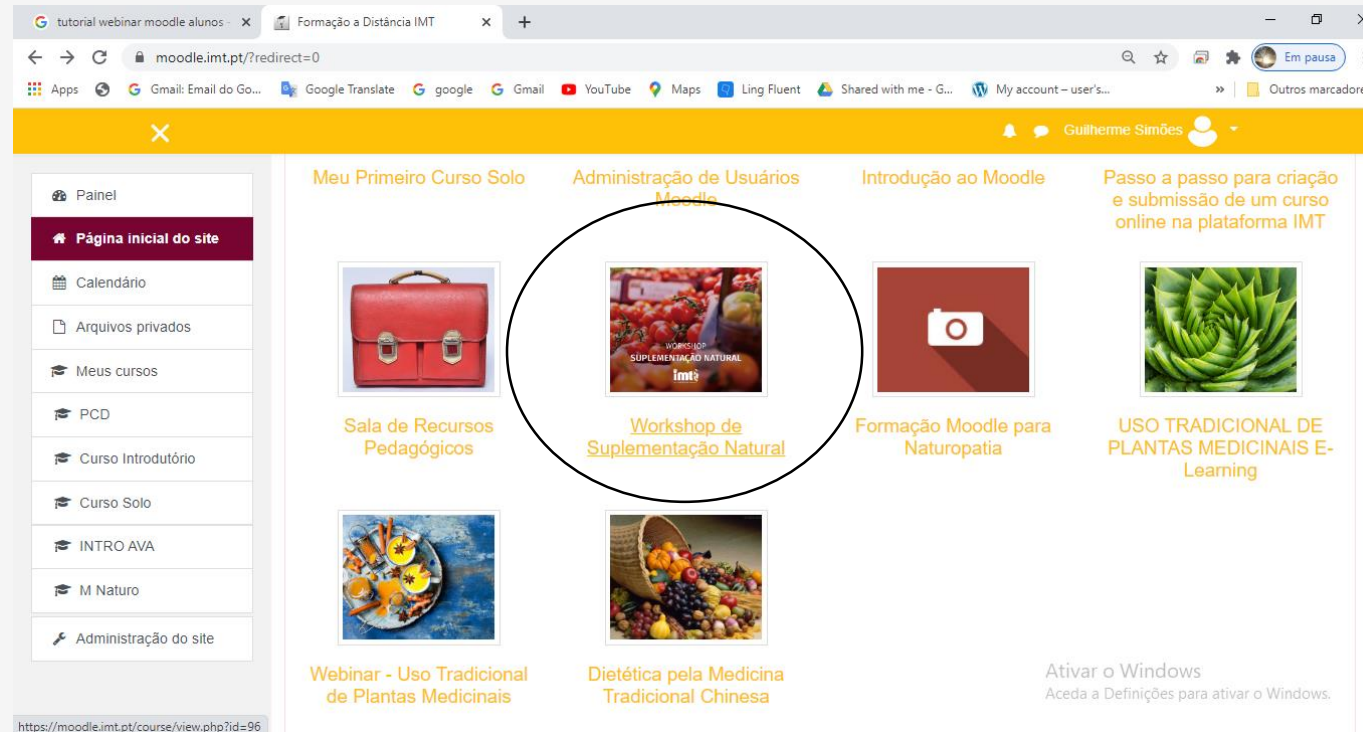 tutorial webinar moodle alunos -
Formação a Distância IMT
moodle.imt.pt/?redirect=0
Em pausa
Apps
Gmail: Email do Go...
Google Translate
google
Gmail
YouTube
Maps
Ling Fluent
Shared with me - G...
My account – user's...
»
Outros marcadore
Guilherme Simões
Painel
Página inicial do site
Calendário
Arquivos privados
Meus cursos
PCD
Curso Introdutório
Curso Solo
INTRO AVA
M Naturo
Administração do site
Meu Primeiro Curso Solo
Administração de Usuários
Moodle
Introdução ao Moodle
Passo a passo para criação
e submissão de um curso
online na plataforma IMT
Sala de Recursos
Pedagógicos
WORKSHOP
SUPLEMENTAÇÃO NATURAL
imt
Workshop de
Suplementação Natural
Formação Moodle para
Naturopatia
USO TRADICIONAL DE
PLANTAS MEDICINAIS E-
Learning
Webinar - Uso Tradicional
de Plantas Medicinais
Dietética pela Medicina
Tradicional Chinesa
Ativar o Windows
Aceda a Definições para ativar o Windows.
https://moodle.imt.pt/course/view.php?id=96